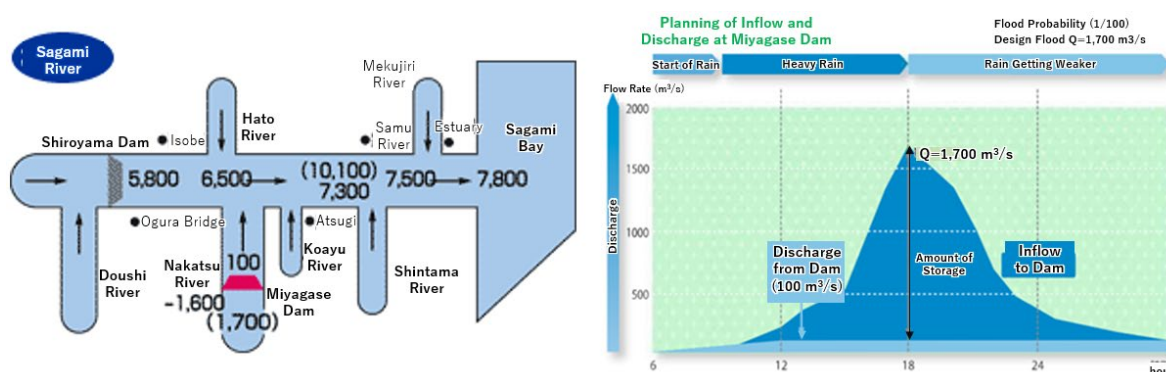 Sagami
River
Mekujiri
River
Hato
River
Samu
River
Estuary
Sagami
Bay
Shiroyama Dam
Isobe
5,800
6,500
(10,100)
7,300
7,500
7,800
Ogura Bridge
Atsugi
Doushi
River
Nakatsu
River
100
-1,600
(1,700)
Miyagase
Dam
Koayu
River
Shintama
River
Planning of Inflow and
Discharge at Miyagase Dam
Flood Probability (1/100)
Design Flood Q=1,700 m3/s
Start of Rain
Heavy Rain
Rain Getting Weaker
Flow Rate (m³/s)
2000
1500
1000
500
Discharge
Q=1,700 m³/s
Discharge
from Dam
(100 m³/s)
Amount of
Storage
Inflow
to Dam
6
12
18
24